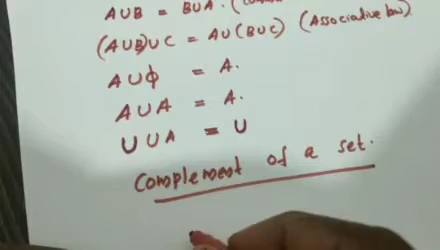 A∪B = B∪A.
(A∪B)∪C = A∪(B∪C) (Associative law)
A∪ϕ = A.
A∪A = A.
U∪A = U
Complement of a set.